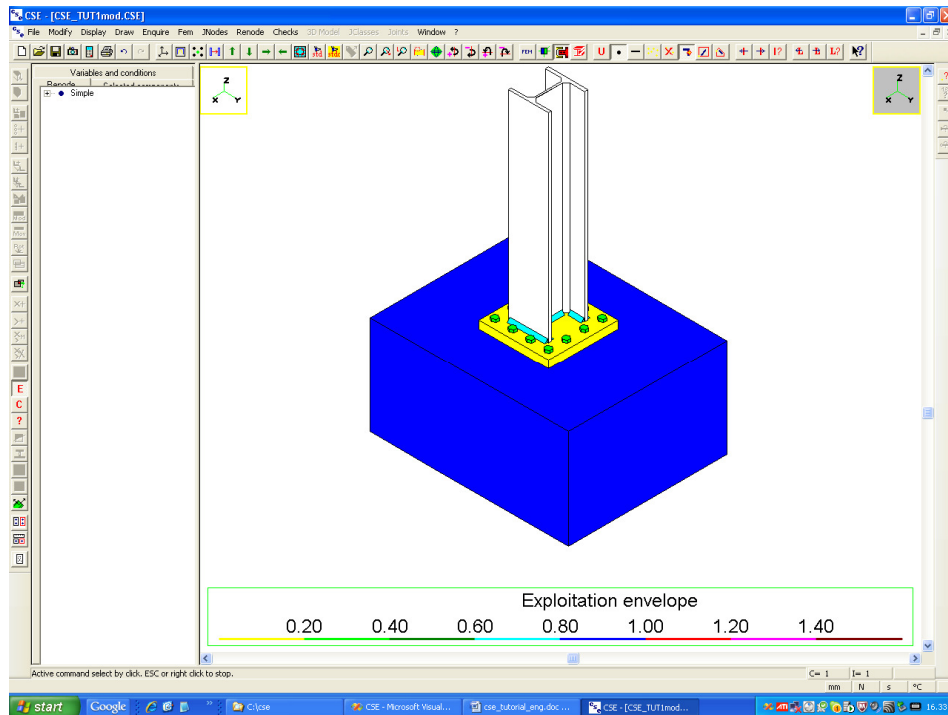 CSE - [CSE_TUT1mod.CSE]
File Modify Display Draw Enquire Fem JNodes Renode Checks 3D Model JClasses Joints Window ?
Variables and conditions
Renode Selected components
Simple
Z
X Y
Z
X Y
E
C
?
Exploitation envelope
0.20 0.40 0.60 0.80 1.00 1.20 1.40
Active command select by click. ESC or right click to stop.
C= 1 I= 1
mm N s °C
start Google C:\cse CSE - Microsoft Visual... cse_tutorial_eng.doc ... CSE - [CSE_TUT1mod....